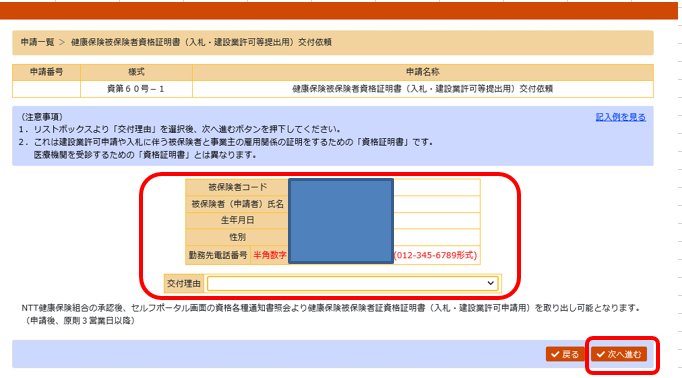 申請一覧 ＞ 健康保険被保険者資格証明書（入札・建設業許可等提出用）交付依頼
申請番号 様式 申請名称
資第６０号－１ 健康保険被保険者資格証明書（入札・建設業許可等提出用）交付依頼
（注意事項） 記入例を見る
１．リストボックスより「交付理由」を選択後、次へ進むボタンを押下してください。
２．これは建設業許可申請や入札に伴う被保険者と事業主の雇用関係の証明をするための「資格証明書」です。
医療機関を受診するための「資格証明書」とは異なります。
被保険者コード
被保険者（申請者）氏名
生年月日
性別
勤務先電話番号 半角数字 (012-345-6789形式)
交付理由
NTT健康保険組合の承認後、セルフポータル画面の資格各種通知書照会より健康保険被保険者証資格証明書（入札・建設業許可申請用）を取り出し可能となります。
（申請後、原則３営業日以降）
戻る 次へ進む